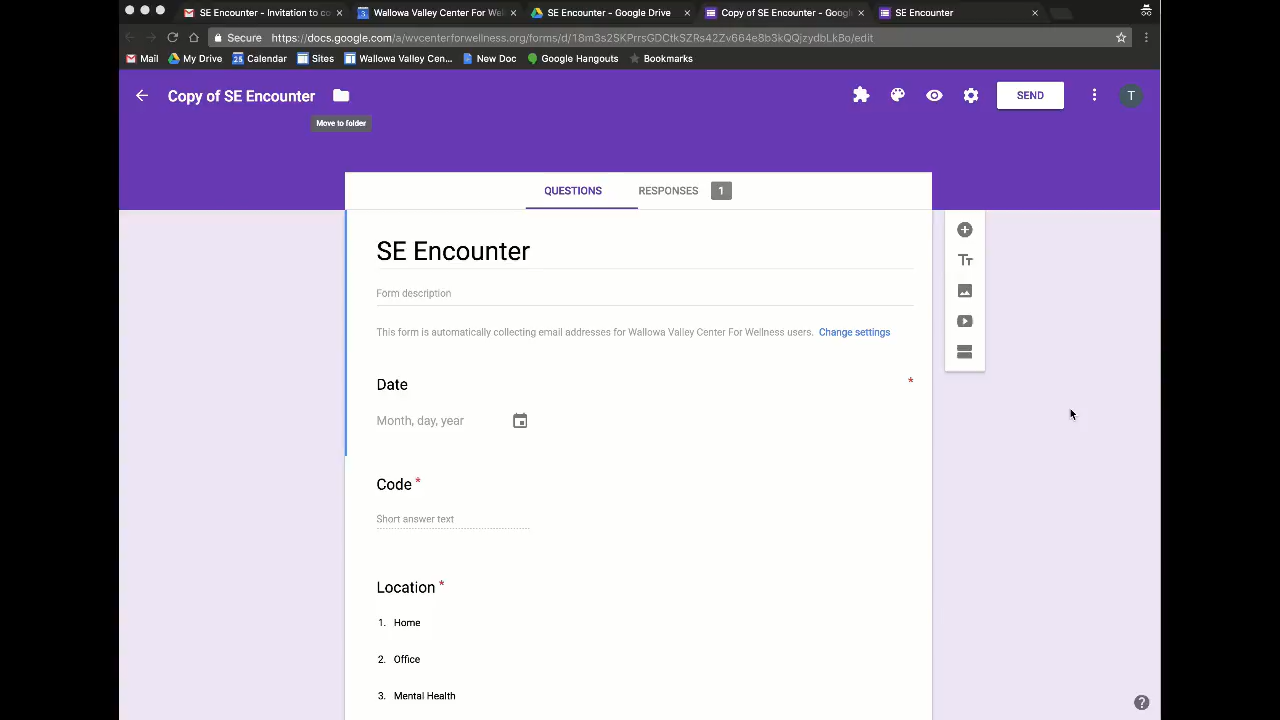 SE Encounter - Invitation to co
Wallowa Valley Center For Wel
SE Encounter - Google Drive
Copy of SE Encounter - Googl
SE Encounter
Secure https://docs.google.com/a/wvcenterforwellness.org/forms/d/18m3s2SKPrrsGDCtkSZRs42Zv664e8b3kQQjzydbLkBo/edit
Mail
My Drive
Calendar
Sites
Wallowa Valley Cen...
New Doc
Google Hangouts
Bookmarks
Copy of SE Encounter
SEND
T
Move to folder
QUESTIONS
RESPONSES 1
SE Encounter
Form description
This form is automatically collecting email addresses for Wallowa Valley Center For Wellness users. Change settings
Date *
Month, day, year
Code *
Short answer text
Location *
1. Home
2. Office
3. Mental Health